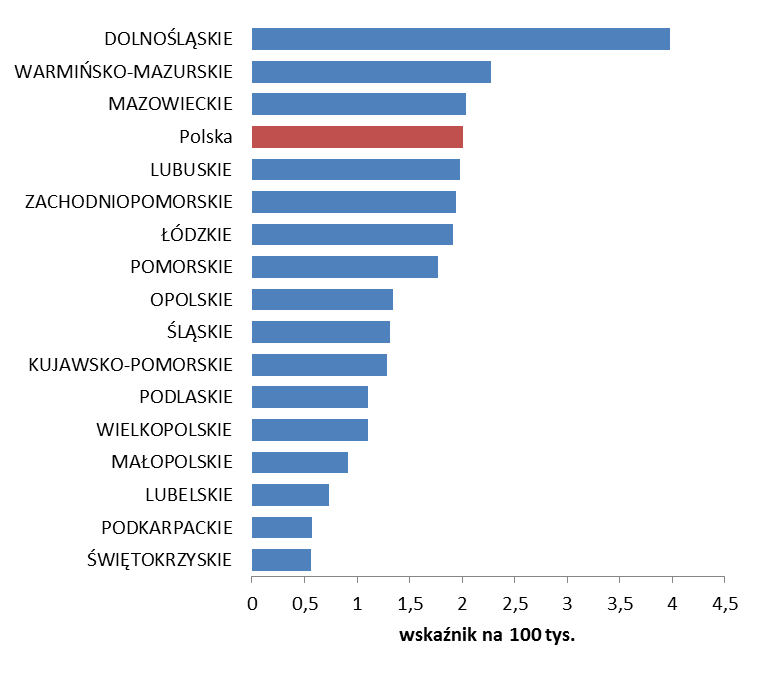 DOLNOŚLĄSKIE
WARMIŃSKO-MAZURSKIE
MAZOWIECKIE
Polska
LUBUSKIE
ZACHODNIOPOMORSKIE
ŁÓDZKIE
POMORSKIE
OPOLSKIE
ŚLĄSKIE
KUJAWSKO-POMORSKIE
PODLASKIE
WIELKOPOLSKIE
MAŁOPOLSKIE
LUBELSKIE
PODKARPACKIE
ŚWIĘTOKRZYSKIE
0 0,5 1 1,5 2 2,5 3 3,5 4 4,5
wskaźnik na 100 tys.